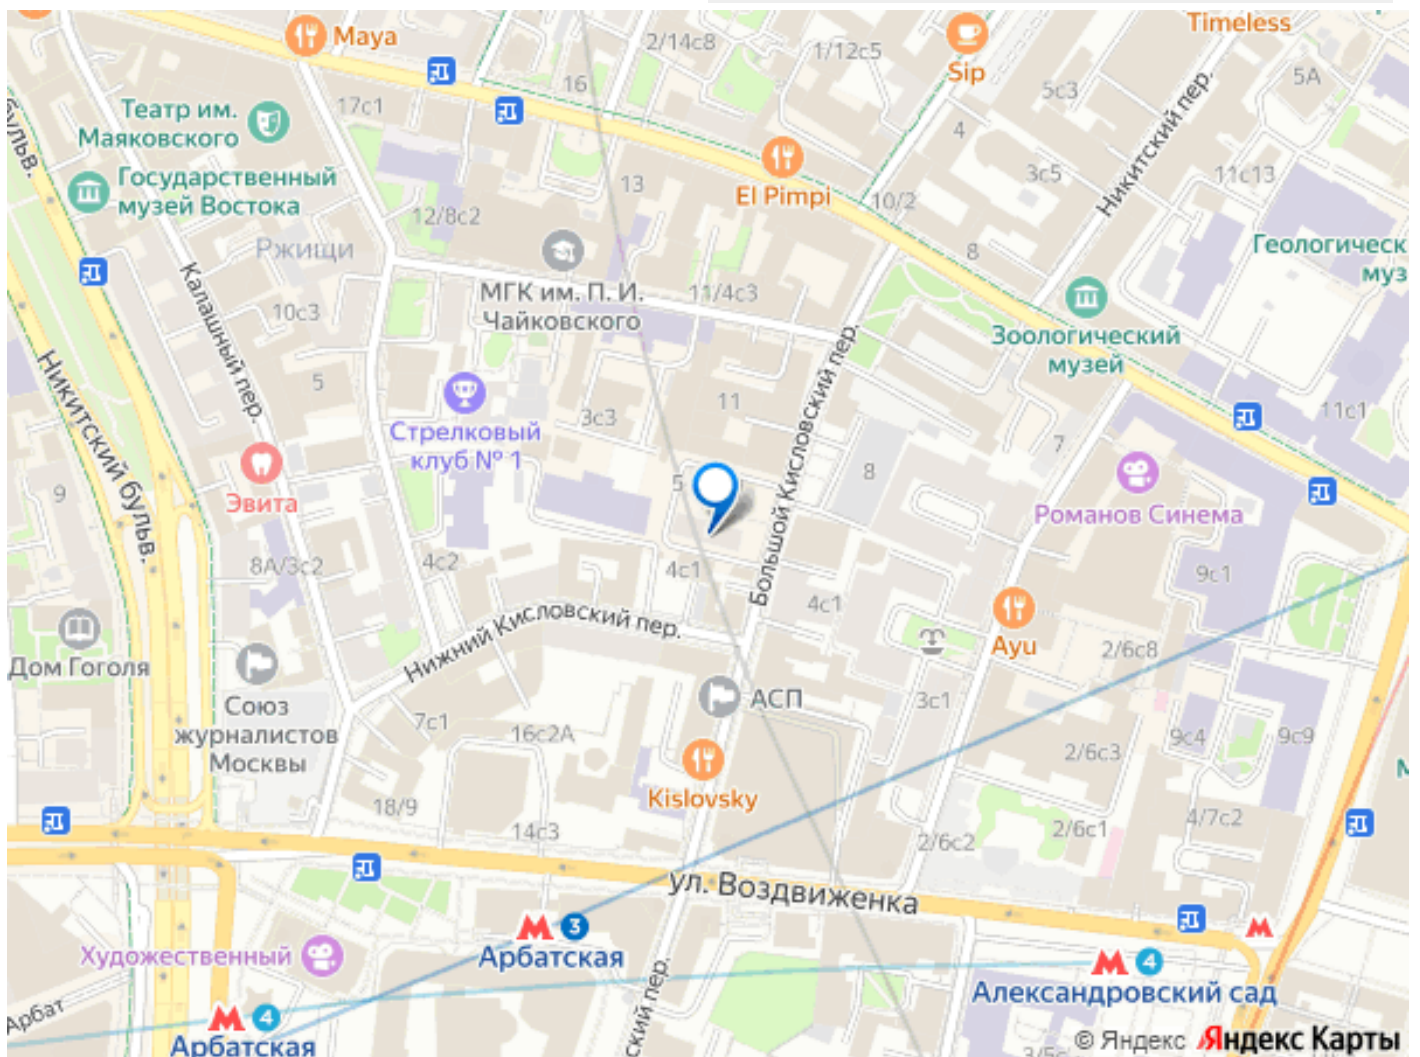 Maya
2/14с8
1/12с5
Timeless
Sip
5А
5с3
16
17с1
Театр им.
Маяковского
4
Никитский пер.
бульв.
Государственный
музей Востока
13
El Pimpi
3с5
11с13
10/2
12/8с2
Ржищи
8
Геологическ
муз
Калашный пер.
МГК им. П. И.
Чайковского
11/4с3
10с3
Зоологический
музей
Никитский бульв.
5
3с3
11
Большой Кисловский пер.
11с1
Стрелковый
клуб № 1
7
8
9
Эвита
5
Романов Синема
8А/3с2
4с2
4с1
9с1
4с1
Нижний Кисловский пер.
Ayu
2/6с8
Дом Гоголя
Союз
журналистов
Москвы
АСП
3с1
7с1
16с2А
2/6с3
9с4
9с9
Kislovsky
18/9
14с3
2/6с2
2/6с1
4/7с2
ул. Воздвиженка
3
Арбатская
Художественный
4
Александровский сад
Арбат
4
Арбатская
ский пер.
© Яндекс Яндекс Карты